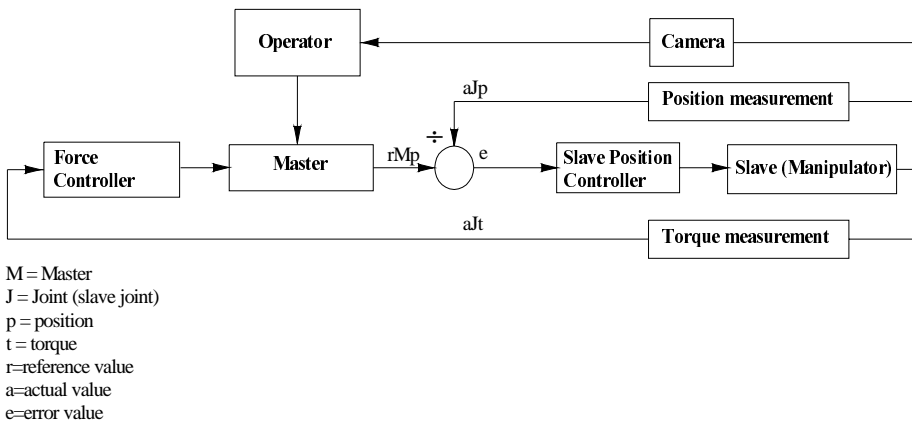 Operator
Camera
aJp
Position measurement
÷
Force
Controller
Master
rMp
e
Slave Position
Controller
Slave (Manipulator)
aJt
Torque measurement
M = Master
J = Joint (slave joint)
p = position
t = torque
r=reference value
a=actual value
e=error value